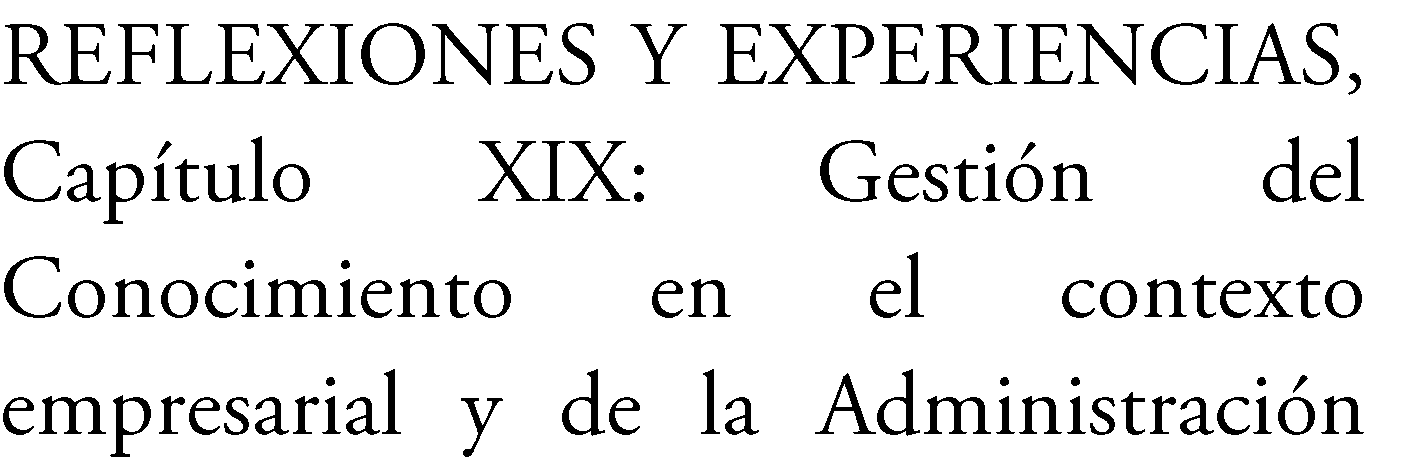 REFLEXIONES Y EXPERIENCIAS,
Capítulo XIX: Gestión del
Conocimiento en el contexto
empresarial y de la Administración